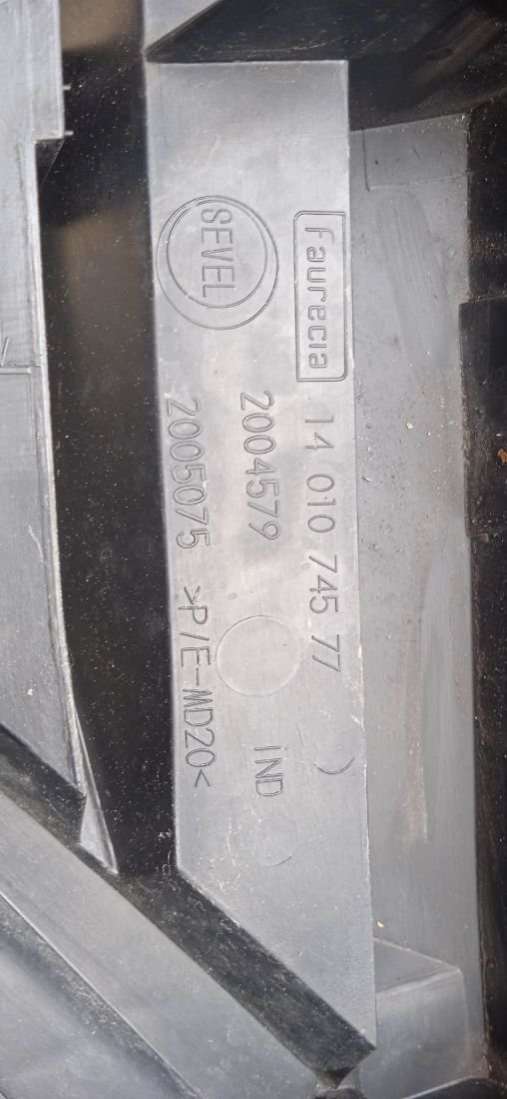 faurecia 14 010 745 77
SEVEL 2004579 IND
2005075 >P/E-MD20<